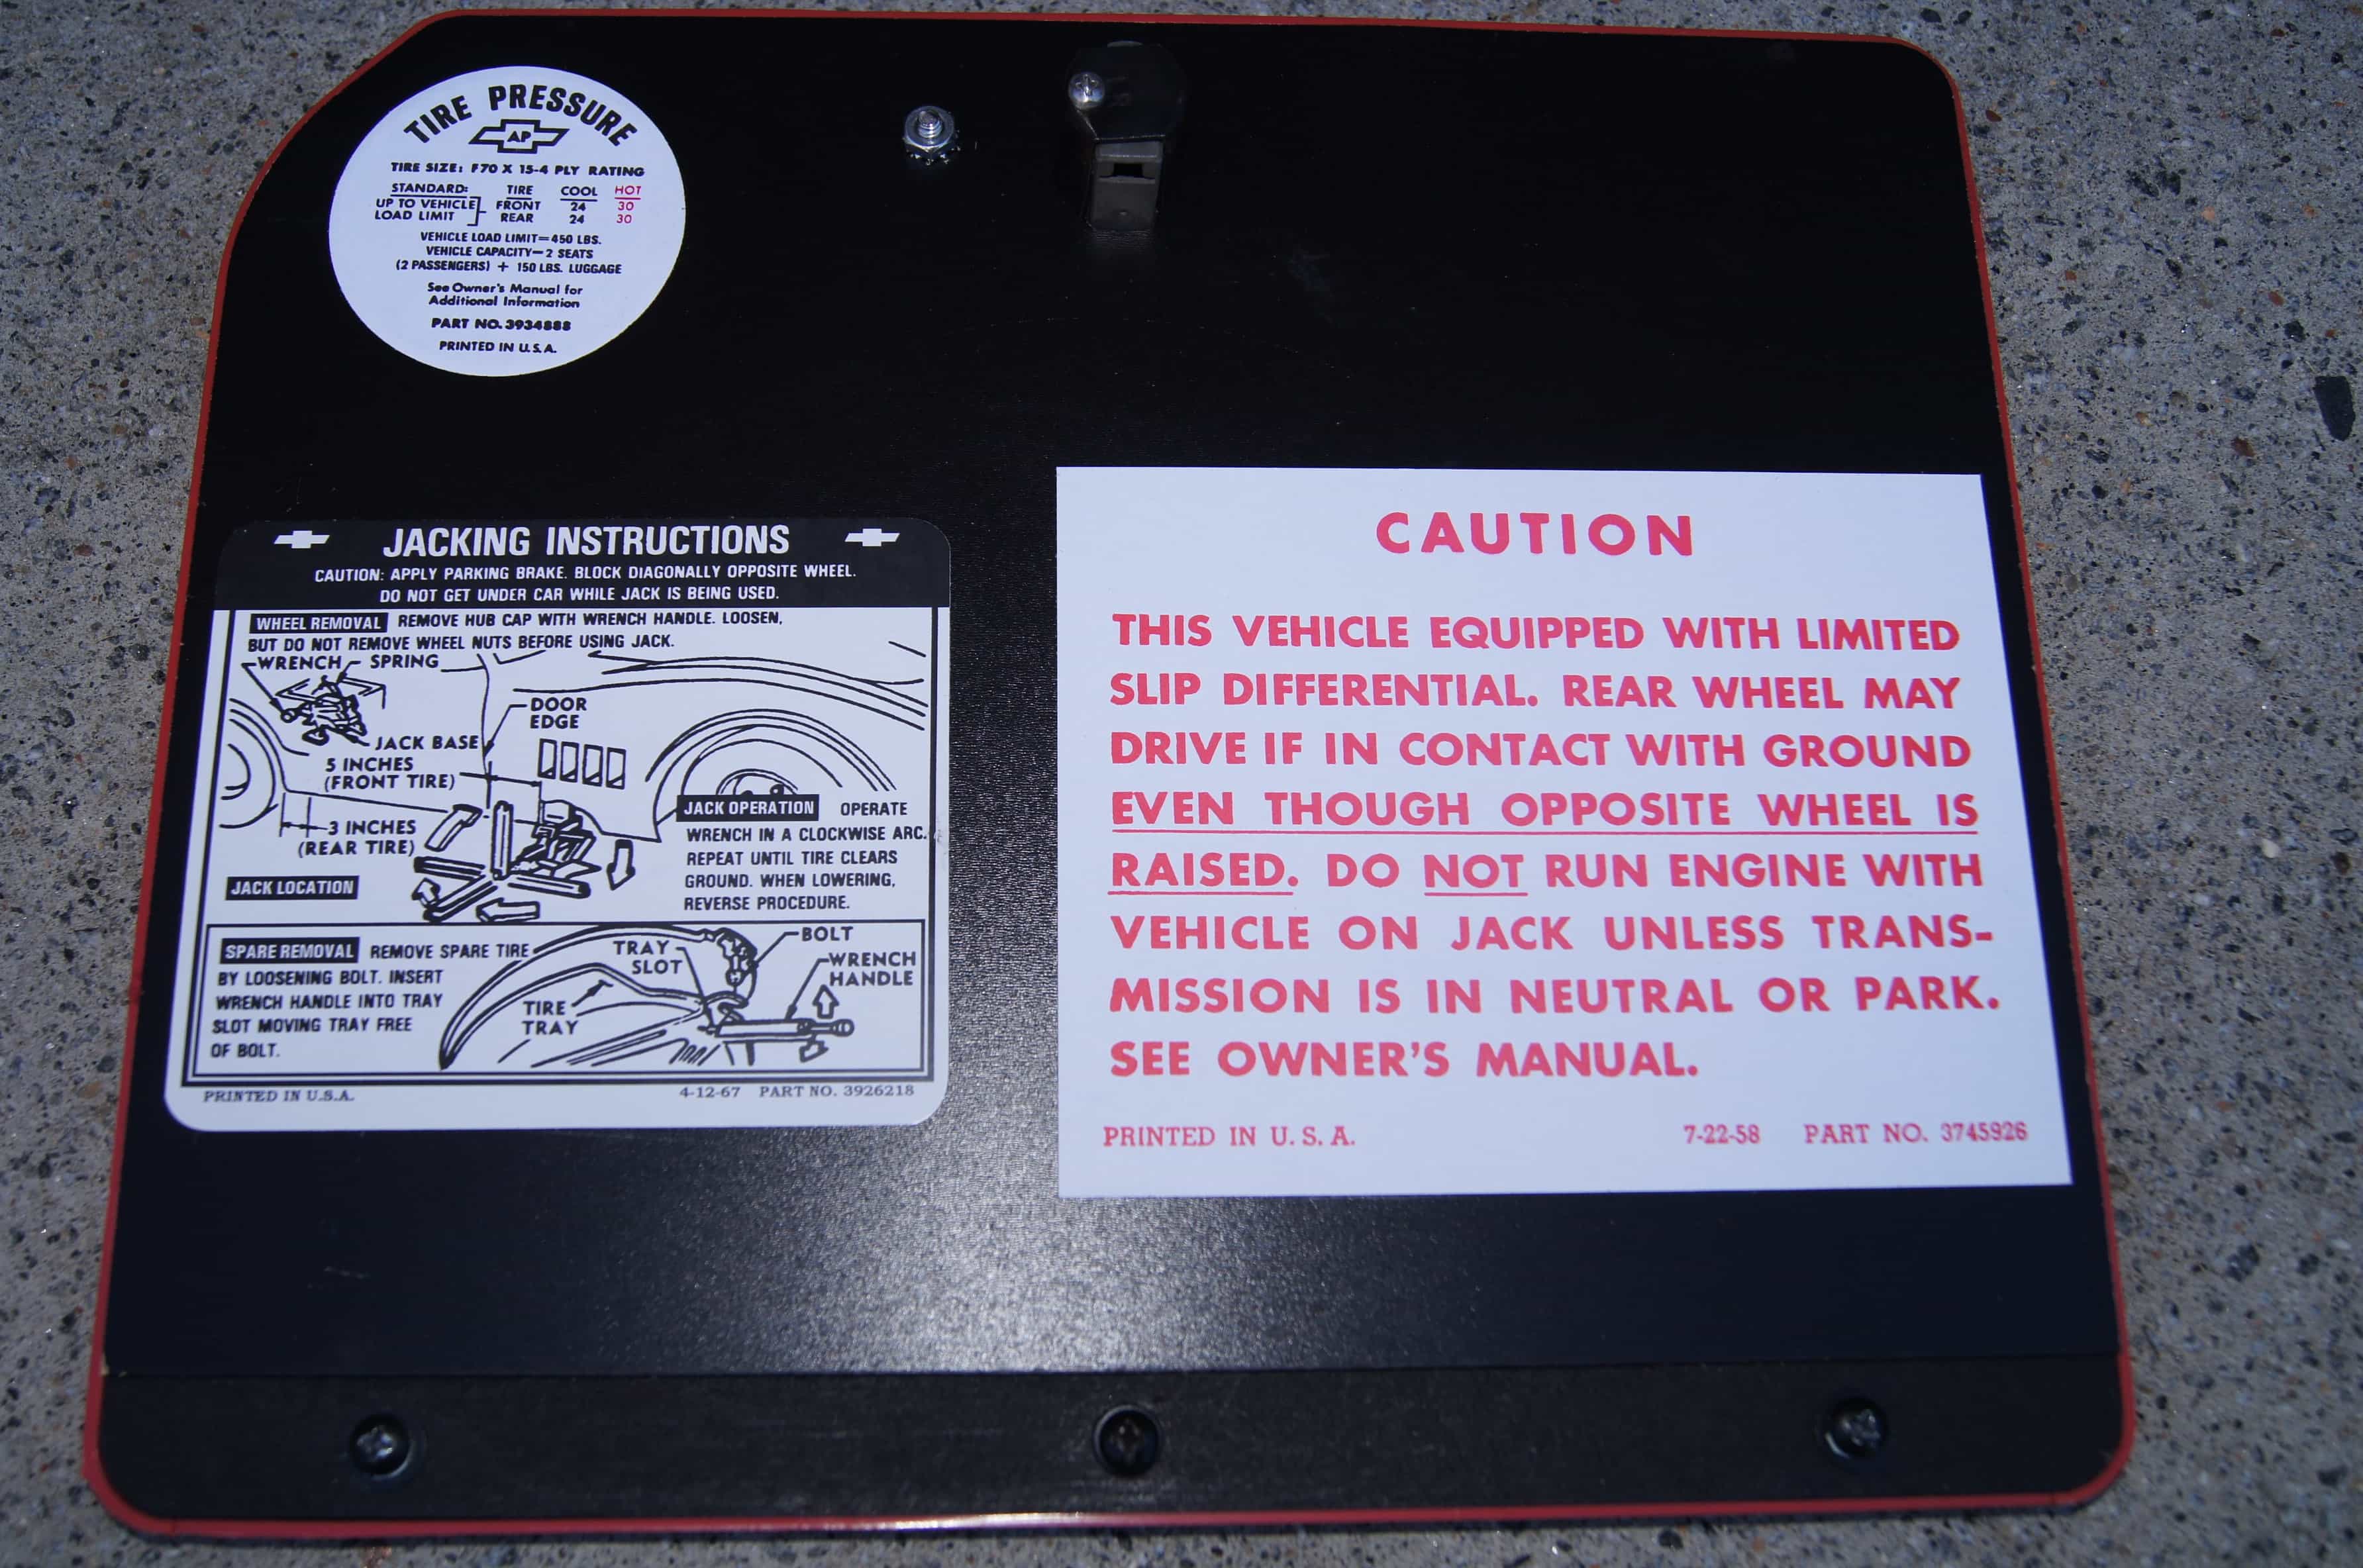 TIRE PRESSURE
AP
TIRE SIZE: F70 X 15-4 PLY RATING
STANDARD: TIRE COOL HOT
UP TO VEHICLE FRONT 24 30
LOAD LIMIT REAR 24 30
VEHICLE LOAD LIMIT=450 LBS.
VEHICLE CAPACITY-2 SEATS
(2 PASSENGERS) + 150 LBS. LUGGAGE
See Owner's Manual for
Additional Information
PART NO. 3934888
PRINTED IN U.S.A.
JACKING INSTRUCTIONS
CAUTION: APPLY PARKING BRAKE. BLOCK DIAGONALLY OPPOSITE WHEEL.
DO NOT GET UNDER CAR WHILE JACK IS BEING USED.
WHEEL REMOVAL REMOVE HUB CAP WITH WRENCH HANDLE. LOOSEN,
BUT DO NOT REMOVE WHEEL NUTS BEFORE USING JACK.
WRENCH SPRING
DOOR
EDGE
JACK BASE
5 INCHES
(FRONT TIRE)
3 INCHES
(REAR TIRE)
JACK LOCATION
JACK OPERATION OPERATE
WRENCH IN A CLOCKWISE ARC.
REPEAT UNTIL TIRE CLEARS
GROUND. WHEN LOWERING,
REVERSE PROCEDURE.
SPARE REMOVAL REMOVE SPARE TIRE
BY LOOSENING BOLT. INSERT
WRENCH HANDLE INTO TRAY
SLOT MOVING TRAY FREE
OF BOLT.
TRAY
SLOT
BOLT
WRENCH
HANDLE
TIRE
TRAY
PRINTED IN U.S.A. 4-12-67 PART NO. 3926218
CAUTION
THIS VEHICLE EQUIPPED WITH LIMITED
SLIP DIFFERENTIAL. REAR WHEEL MAY
DRIVE IF IN CONTACT WITH GROUND
EVEN THOUGH OPPOSITE WHEEL IS
RAISED. DO NOT RUN ENGINE WITH
VEHICLE ON JACK UNLESS TRANS-
MISSION IS IN NEUTRAL OR PARK.
SEE OWNER'S MANUAL.
PRINTED IN U. S. A. 7-22-58 PART NO. 3745926